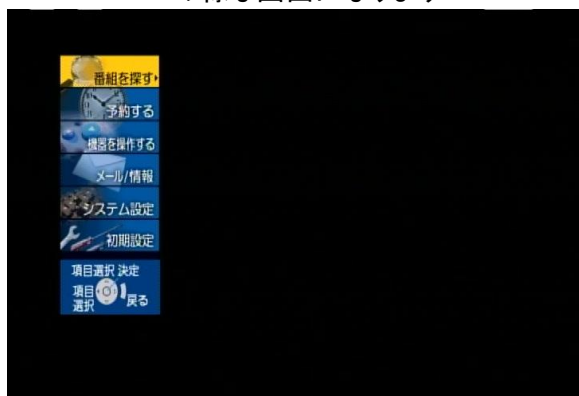 番組を探す
予約する
機器を操作する
メール/情報
システム設定
初期設定
項目選択 決定
項目
選択
戻る